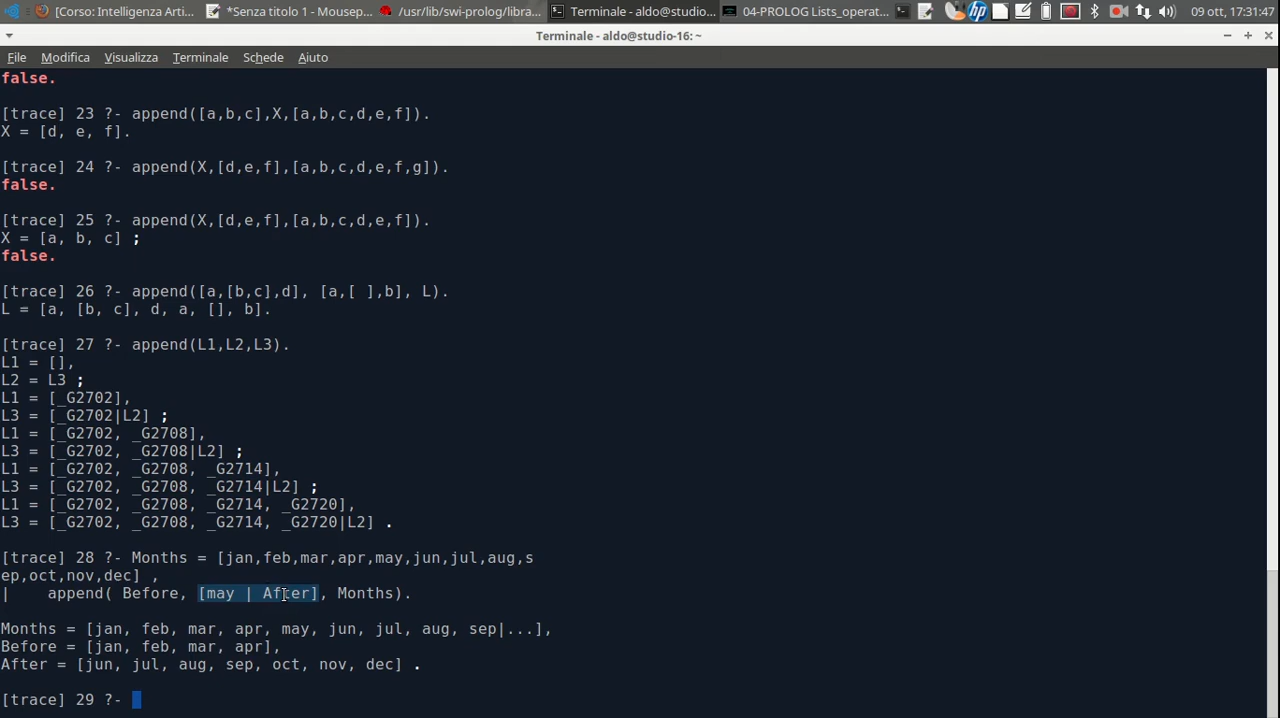 [Corso: Intelligenza Arti...
*Senza titolo 1 - Mousep...
/usr/lib/swi-prolog/libra...
Terminale - aldo@studio...
04-PROLOG Lists_operat...
hp
09 ott, 17:31:47
Terminale - aldo@studio-16: ~
File Modifica Visualizza Terminale Schede Aiuto
false.
[trace] 23 ?- append([a,b,c],X,[a,b,c,d,e,f]).
X = [d, e, f].
[trace] 24 ?- append(X,[d,e,f],[a,b,c,d,e,f,g]).
false.
[trace] 25 ?- append(X,[d,e,f],[a,b,c,d,e,f]).
X = [a, b, c] ;
false.
[trace] 26 ?- append([a,[b,c],d], [a,[ ],b], L).
L = [a, [b, c], d, a, [], b].
[trace] 27 ?- append(L1,L2,L3).
L1 = [],
L2 = L3 ;
L1 = [_G2702],
L3 = [_G2702|L2] ;
L1 = [_G2702, _G2708],
L3 = [_G2702, _G2708|L2] ;
L1 = [_G2702, _G2708, _G2714],
L3 = [_G2702, _G2708, _G2714|L2] ;
L1 = [_G2702, _G2708, _G2714, _G2720],
L3 = [_G2702, _G2708, _G2714, _G2720|L2] .
[trace] 28 ?- Months = [jan,feb,mar,apr,may,jun,jul,aug,s
ep,oct,nov,dec] ,
|    append( Before, [may | After], Months).
Months = [jan, feb, mar, apr, may, jun, jul, aug, sep|...],
Before = [jan, feb, mar, apr],
After = [jun, jul, aug, sep, oct, nov, dec] .
[trace] 29 ?-